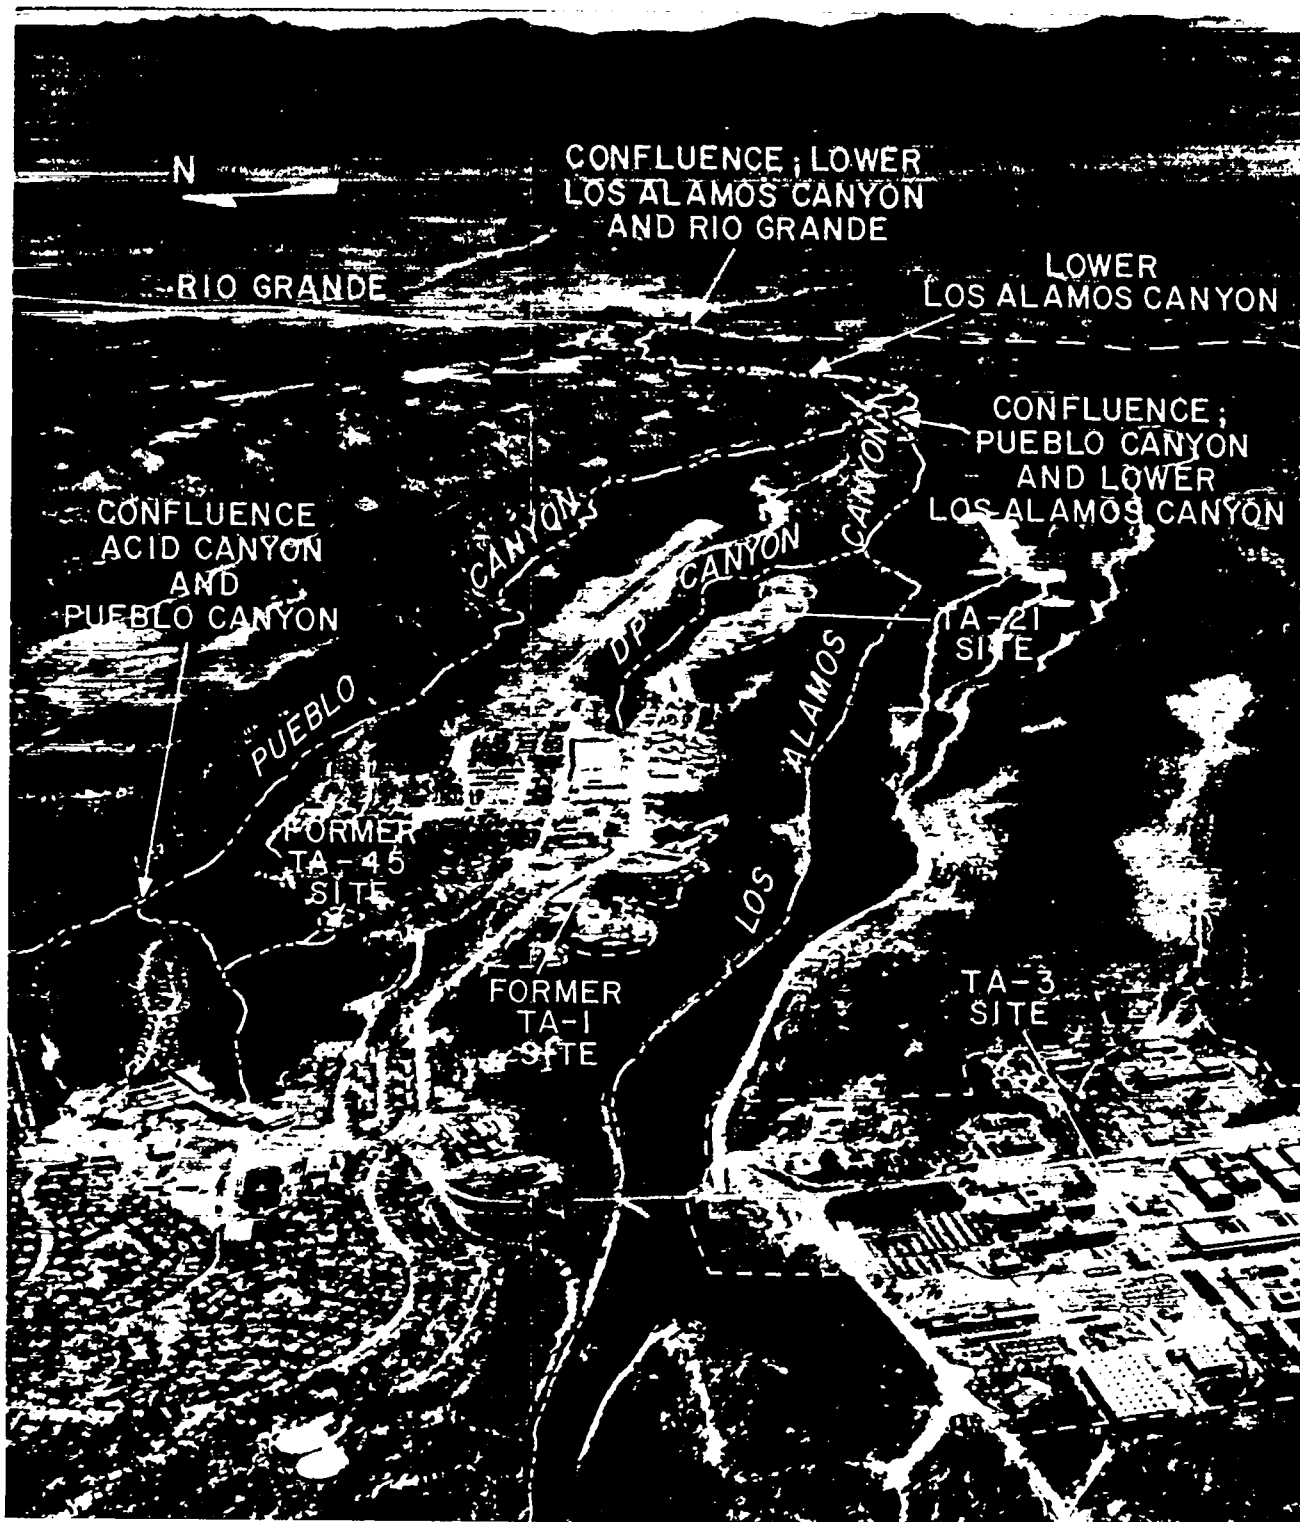 N
CONFLUENCE; LOWER
LOS ALAMOS CANYON
AND RIO GRANDE
RIO GRANDE
LOWER
LOS ALAMOS CANYON
CONFLUENCE;
PUEBLO CANYON
AND LOWER
LOS ALAMOS CANYON
CONFLUENCE
ACID CANYON
AND
PUEBLO CANYON
PUEBLO CANYON
DP CANYON
LOS ALAMOS CANYON
TA-21
SITE
FORMER
TA-45
SITE
FORMER
TA-1
SITE
TA-3
SITE